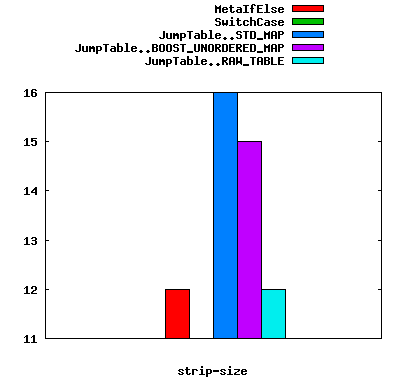 MetaIfElse
SwitchCase
JumpTable..STD_MAP
JumpTable..BOOST_UNORDERED_MAP
JumpTable..RAW_TABLE
16
15
14
13
12
11
strip-size